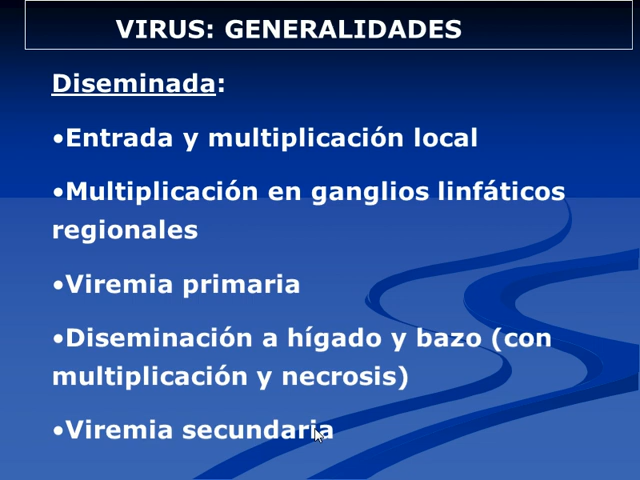 VIRUS: GENERALIDADES
Diseminada:
•Entrada y multiplicación local
•Multiplicación en ganglios linfáticos
regionales
•Viremia primaria
•Diseminación a hígado y bazo (con
multiplicación y necrosis)
•Viremia secundaria